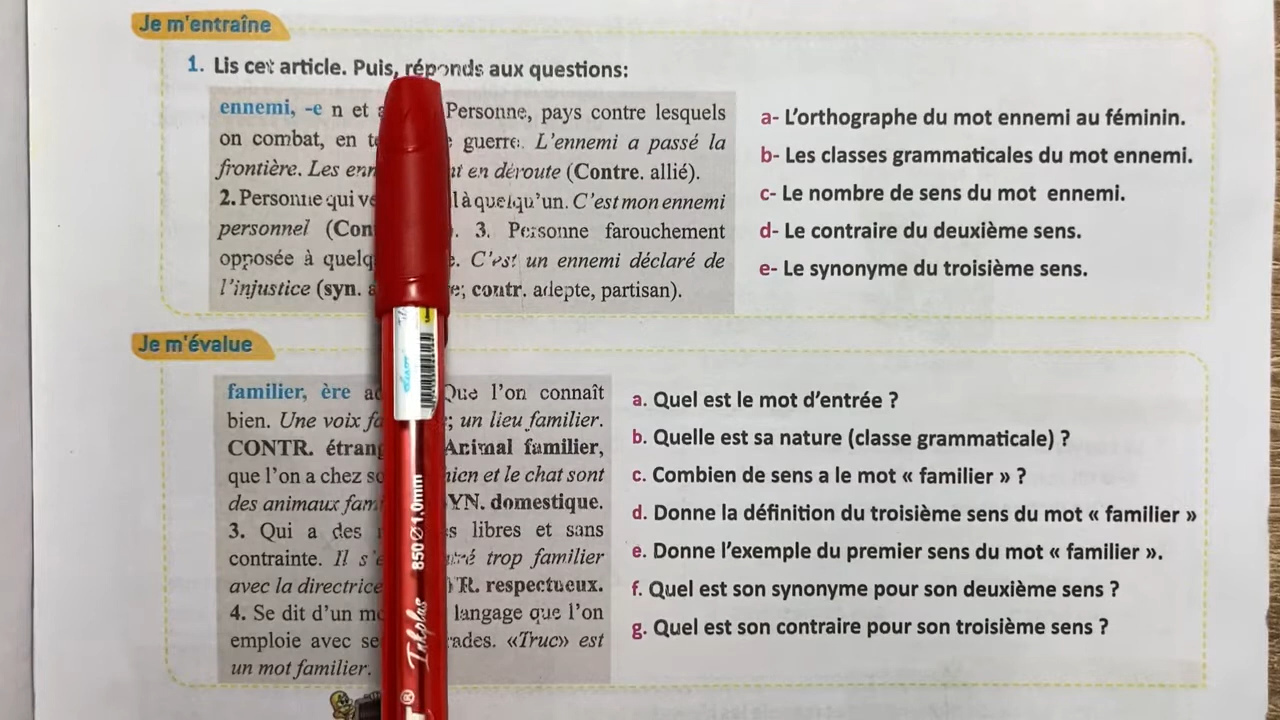 Je m'entraîne
1. Lis cet article. Puis, réponds aux questions:
ennemi, -e n et Personne, pays contre lesquels
on combat, en guerre. L'ennemi a passé la
frontière. Les en déroute (Contre. allié).
2. Personne qui là quelqu'un. C'est mon ennemi
personnel 3. Personne farouchement
opposée à C'est un ennemi déclaré de
l'injustice (syn. contr. adepte, partisan).
a- L'orthographe du mot ennemi au féminin.
b- Les classes grammaticales du mot ennemi.
c- Le nombre de sens du mot ennemi.
d- Le contraire du deuxième sens.
e- Le synonyme du troisième sens.
Je m'évalue
familier, ère Que l'on connaît
bien. Une voix ; un lieu familier.
CONTR. Animal familier,
que l'on a chez et le chat sont
des animaux domestique.
3. Qui a des libres et sans
contrainte. Il trop familier
avec la directrice respectueux.
4. Se dit d'un langage que l'on
emploie avec «Truc» est
un mot familier.
a. Quel est le mot d'entrée ?
b. Quelle est sa nature (classe grammaticale) ?
c. Combien de sens a le mot « familier » ?
d. Donne la définition du troisième sens du mot « familier »
e. Donne l'exemple du premier sens du mot « familier ».
f. Quel est son synonyme pour son deuxième sens ?
g. Quel est son contraire pour son troisième sens ?
850 Ø 1.0mm
Inkplus